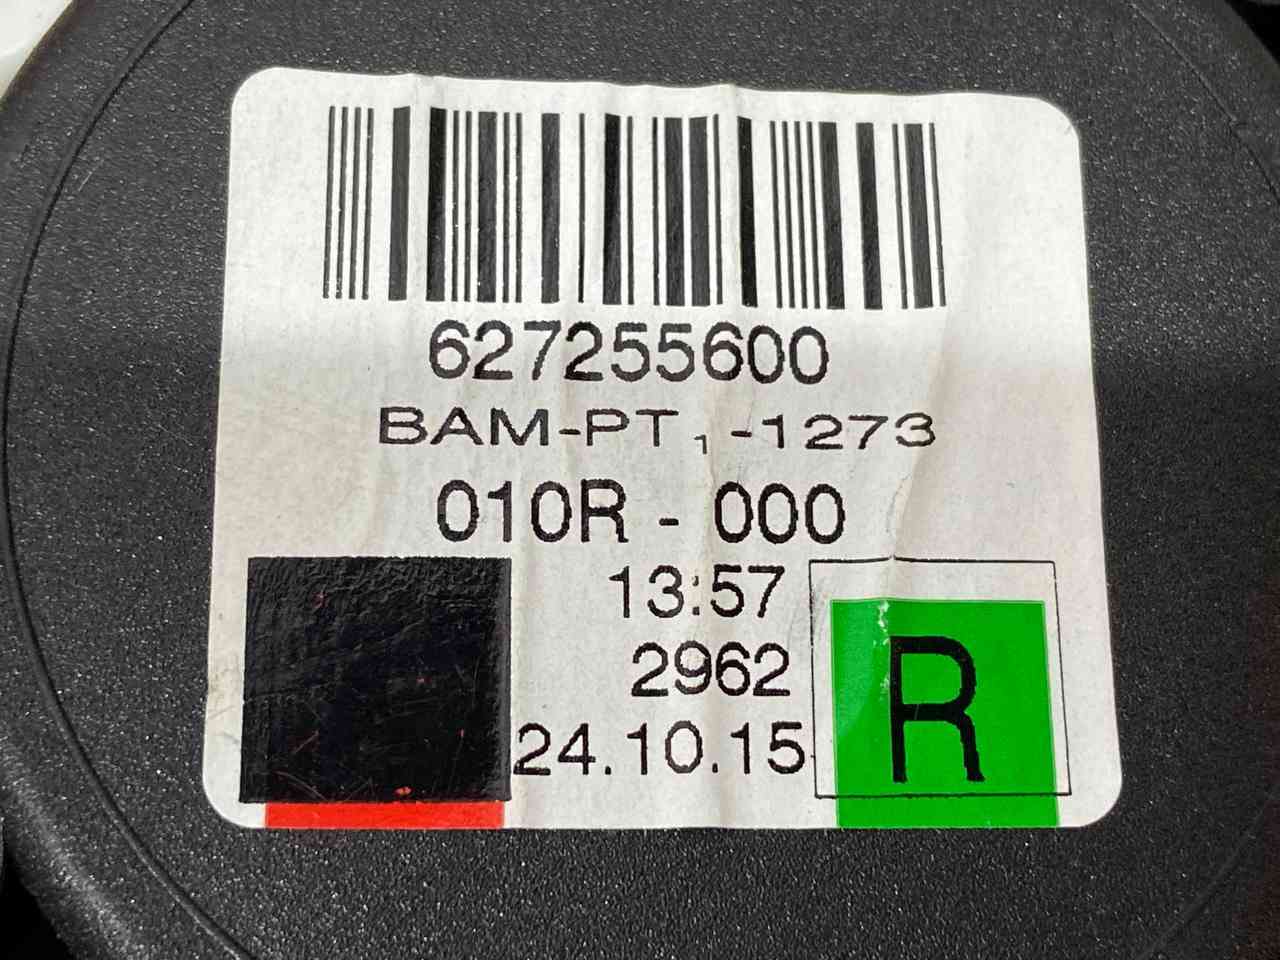 627255600
BAM-PT1-1273
010R - 000
13:57
2962
24.10.15
R